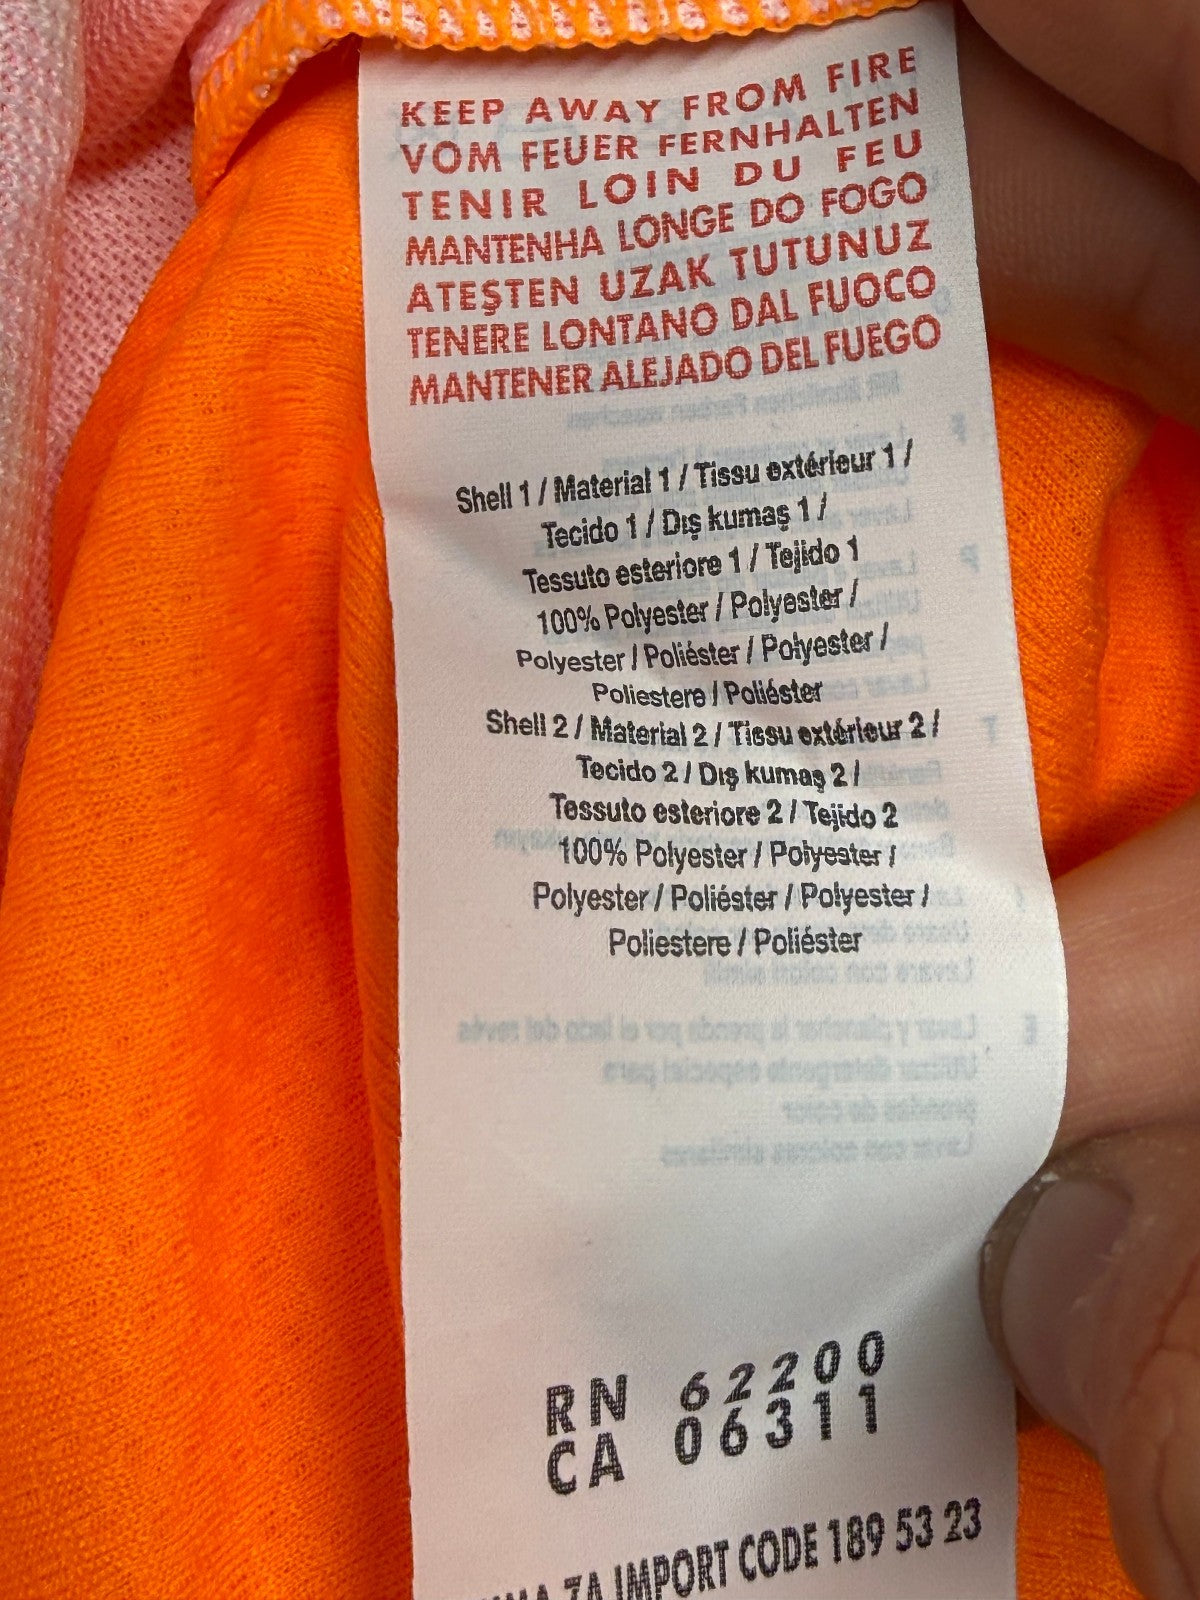 KEEP AWAY FROM FIRE
VOM FEUER FERNHALTEN
TENIR LOIN DU FEU
MANTENHA LONGE DO FOGO
ATEŞTEN UZAK TUTUNUZ
TENERE LONTANO DAL FUOCO
MANTENER ALEJADO DEL FUEGO
Shell 1 / Material 1 / Tissu extérieur 1 /
Tecido 1 / Dış kumaş 1 /
Tessuto esteriore 1 / Tejido 1
100% Polyester / Polyester /
Polyester / Poliéster / Polyester /
Poliestere / Poliéster
Shell 2 / Material 2 / Tissu extérieur 2 /
Tecido 2 / Dış kumaş 2 /
Tessuto esteriore 2 / Tejido 2
100% Polyester / Polyester /
Polyester / Poliéster / Polyester /
Poliestere / Poliéster
RN 62200
CA 06311
ZA IMPORT CODE 189 53 23